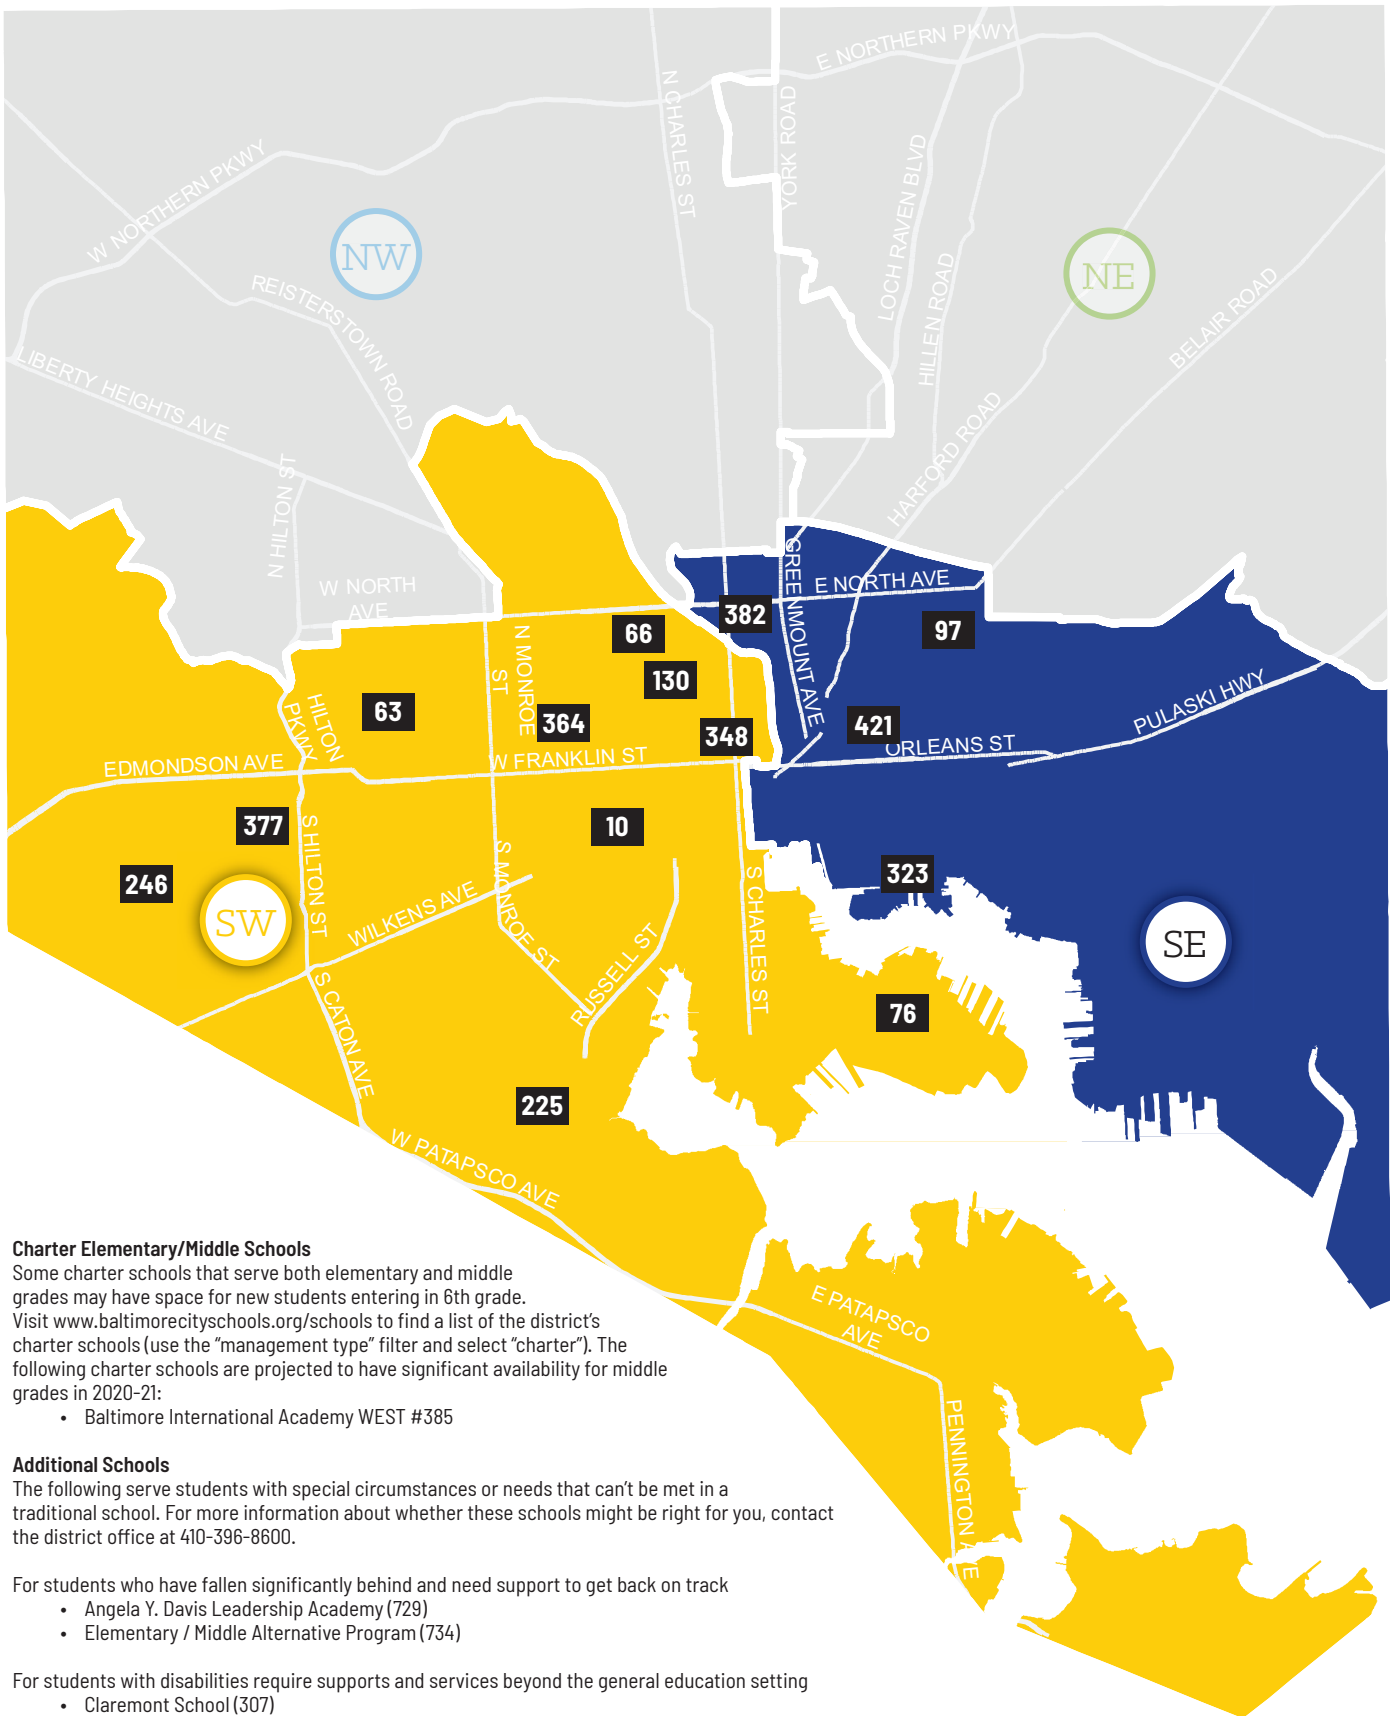 E NORTHERN PKWY
N CHARLES ST
YORK ROAD
W NORTHERN PKWY
LOCH RAVEN BLVD
NW
NE
HILLEN ROAD
REISTERSTOWN ROAD
BELAIR ROAD
LIBERTY HEIGHTS AVE
HARFORD ROAD
N HILTON ST
GREENMOUNT AVE
W NORTH
AVE
E NORTH AVE
382
66
97
N MONROE
ST
130
HILTON
PKWY
63
364
348
421
PULASKI HWY
ORLEANS ST
W FRANKLIN ST
EDMONDSON AVE
377
10
S HILTON ST
S MONROE ST
246
323
S CHARLES ST
WILKENS AVE
SW
SE
RUSSELL ST
76
S CATON AVE
225
W PATAPSCO AVE
E PATAPSCO
AVE
PENNINGTON AVE
Charter Elementary/Middle Schools
Some charter schools that serve both elementary and middle
grades may have space for new students entering in 6th grade.
Visit www.baltimorecityschools.org/schools to find a list of the district’s
charter schools (use the “management type” filter and select “charter”). The
following charter schools are projected to have significant availability for middle
grades in 2020-21:
• Baltimore International Academy WEST #385
Additional Schools
The following serve students with special circumstances or needs that can’t be met in a
traditional school. For more information about whether these schools might be right for you, contact
the district office at 410-396-8600.
For students who have fallen significantly behind and need support to get back on track
• Angela Y. Davis Leadership Academy (729)
• Elementary / Middle Alternative Program (734)
For students with disabilities require supports and services beyond the general education setting
• Claremont School (307)